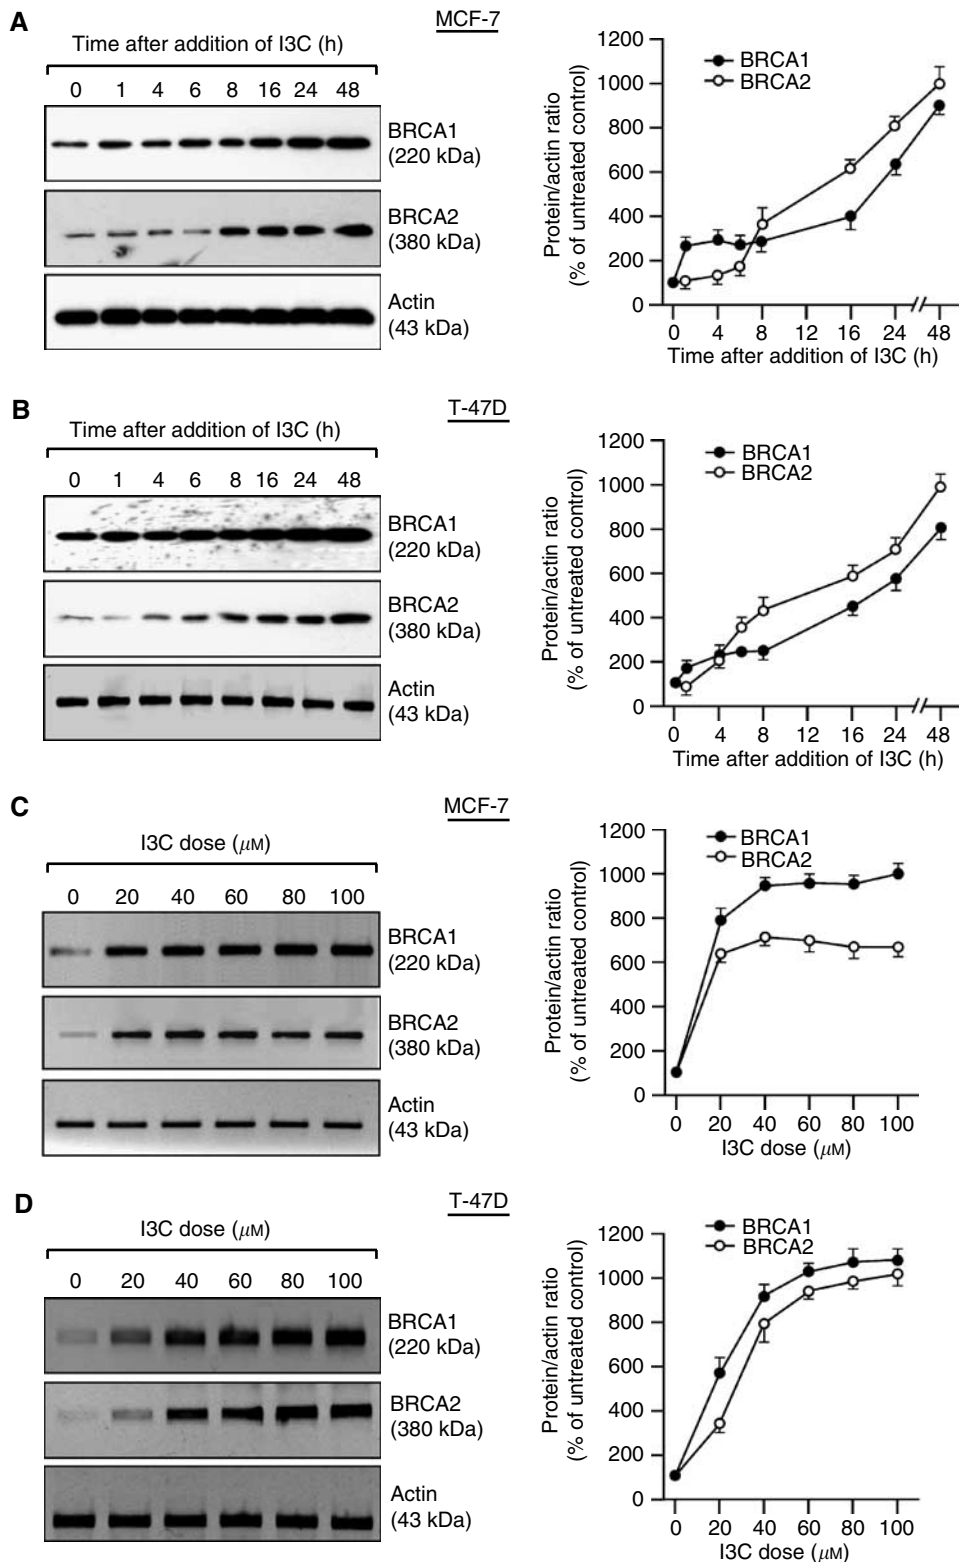 A
MCF-7
Time after addition of I3C (h)
0 1 4 6 8 16 24 48
BRCA1
(220 kDa)
BRCA2
(380 kDa)
Actin
(43 kDa)
Protein/actin ratio
(% of untreated control)
1200
1000
800
600
400
200
0
BRCA1
BRCA2
0 4 8 12 16 24 48
Time after addition of I3C (h)
B
T-47D
Time after addition of I3C (h)
0 1 4 6 8 16 24 48
BRCA1
(220 kDa)
BRCA2
(380 kDa)
Actin
(43 kDa)
Protein/actin ratio
(% of untreated control)
1200
1000
800
600
400
200
0
BRCA1
BRCA2
0 4 8 12 16 24 48
Time after addition of I3C (h)
C
MCF-7
I3C dose (μM)
0 20 40 60 80 100
BRCA1
(220 kDa)
BRCA2
(380 kDa)
Actin
(43 kDa)
Protein/actin ratio
(% of untreated control)
1200
1000
800
600
400
200
0
BRCA1
BRCA2
0 20 40 60 80 100
I3C dose (μM)
D
T-47D
I3C dose (μM)
0 20 40 60 80 100
BRCA1
(220 kDa)
BRCA2
(380 kDa)
Actin
(43 kDa)
Protein/actin ratio
(% of untreated control)
1200
1000
800
600
400
200
0
BRCA1
BRCA2
0 20 40 60 80 100
I3C dose (μM)